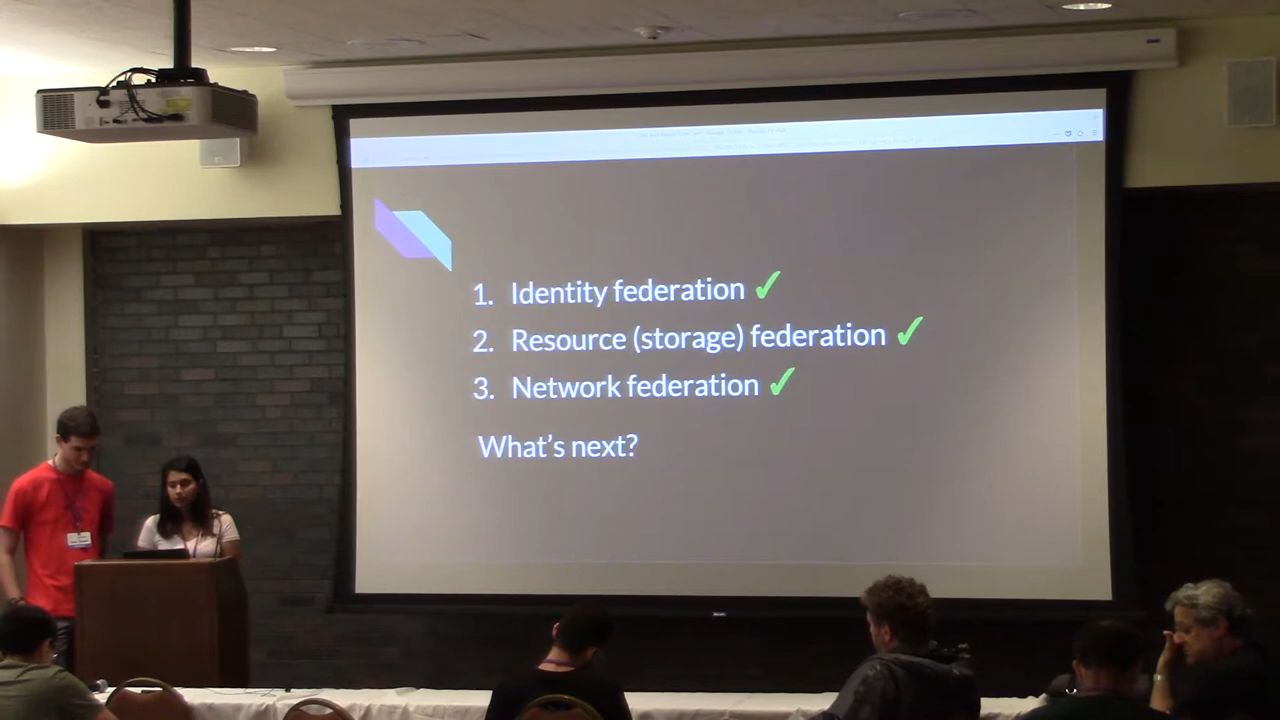 1. Identity federation ✓
2. Resource (storage) federation ✓
3. Network federation ✓
What's next?